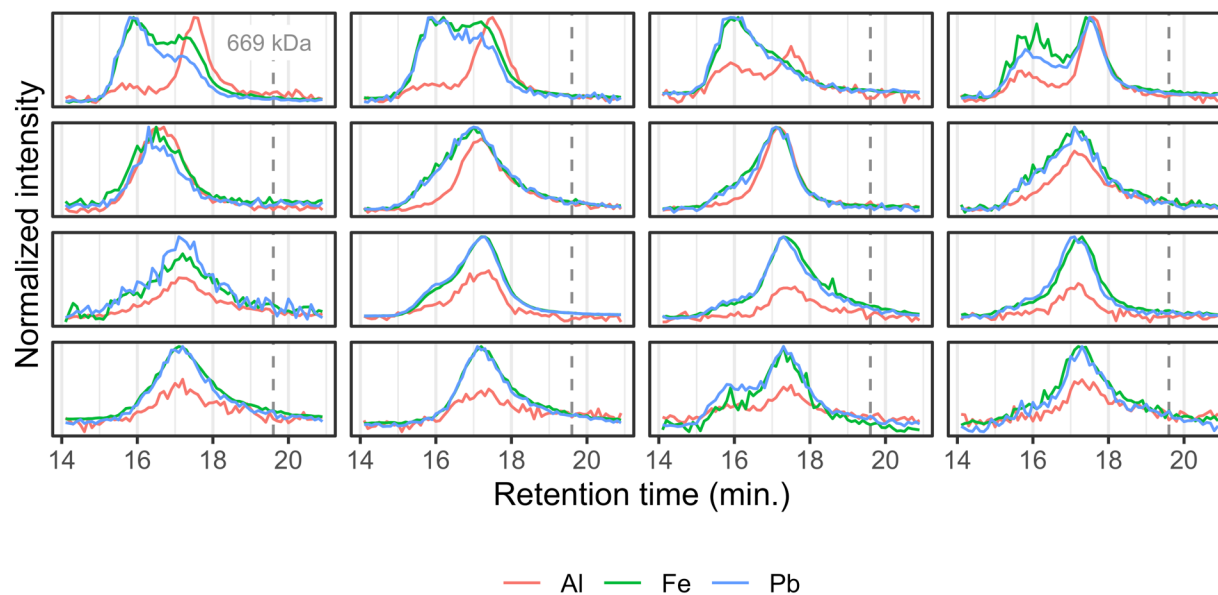 669 kDa
Normalized intensity
14 16 18 20 14 16 18 20 14 16 18 20 14 16 18 20
Retention time (min.)
Al Fe Pb